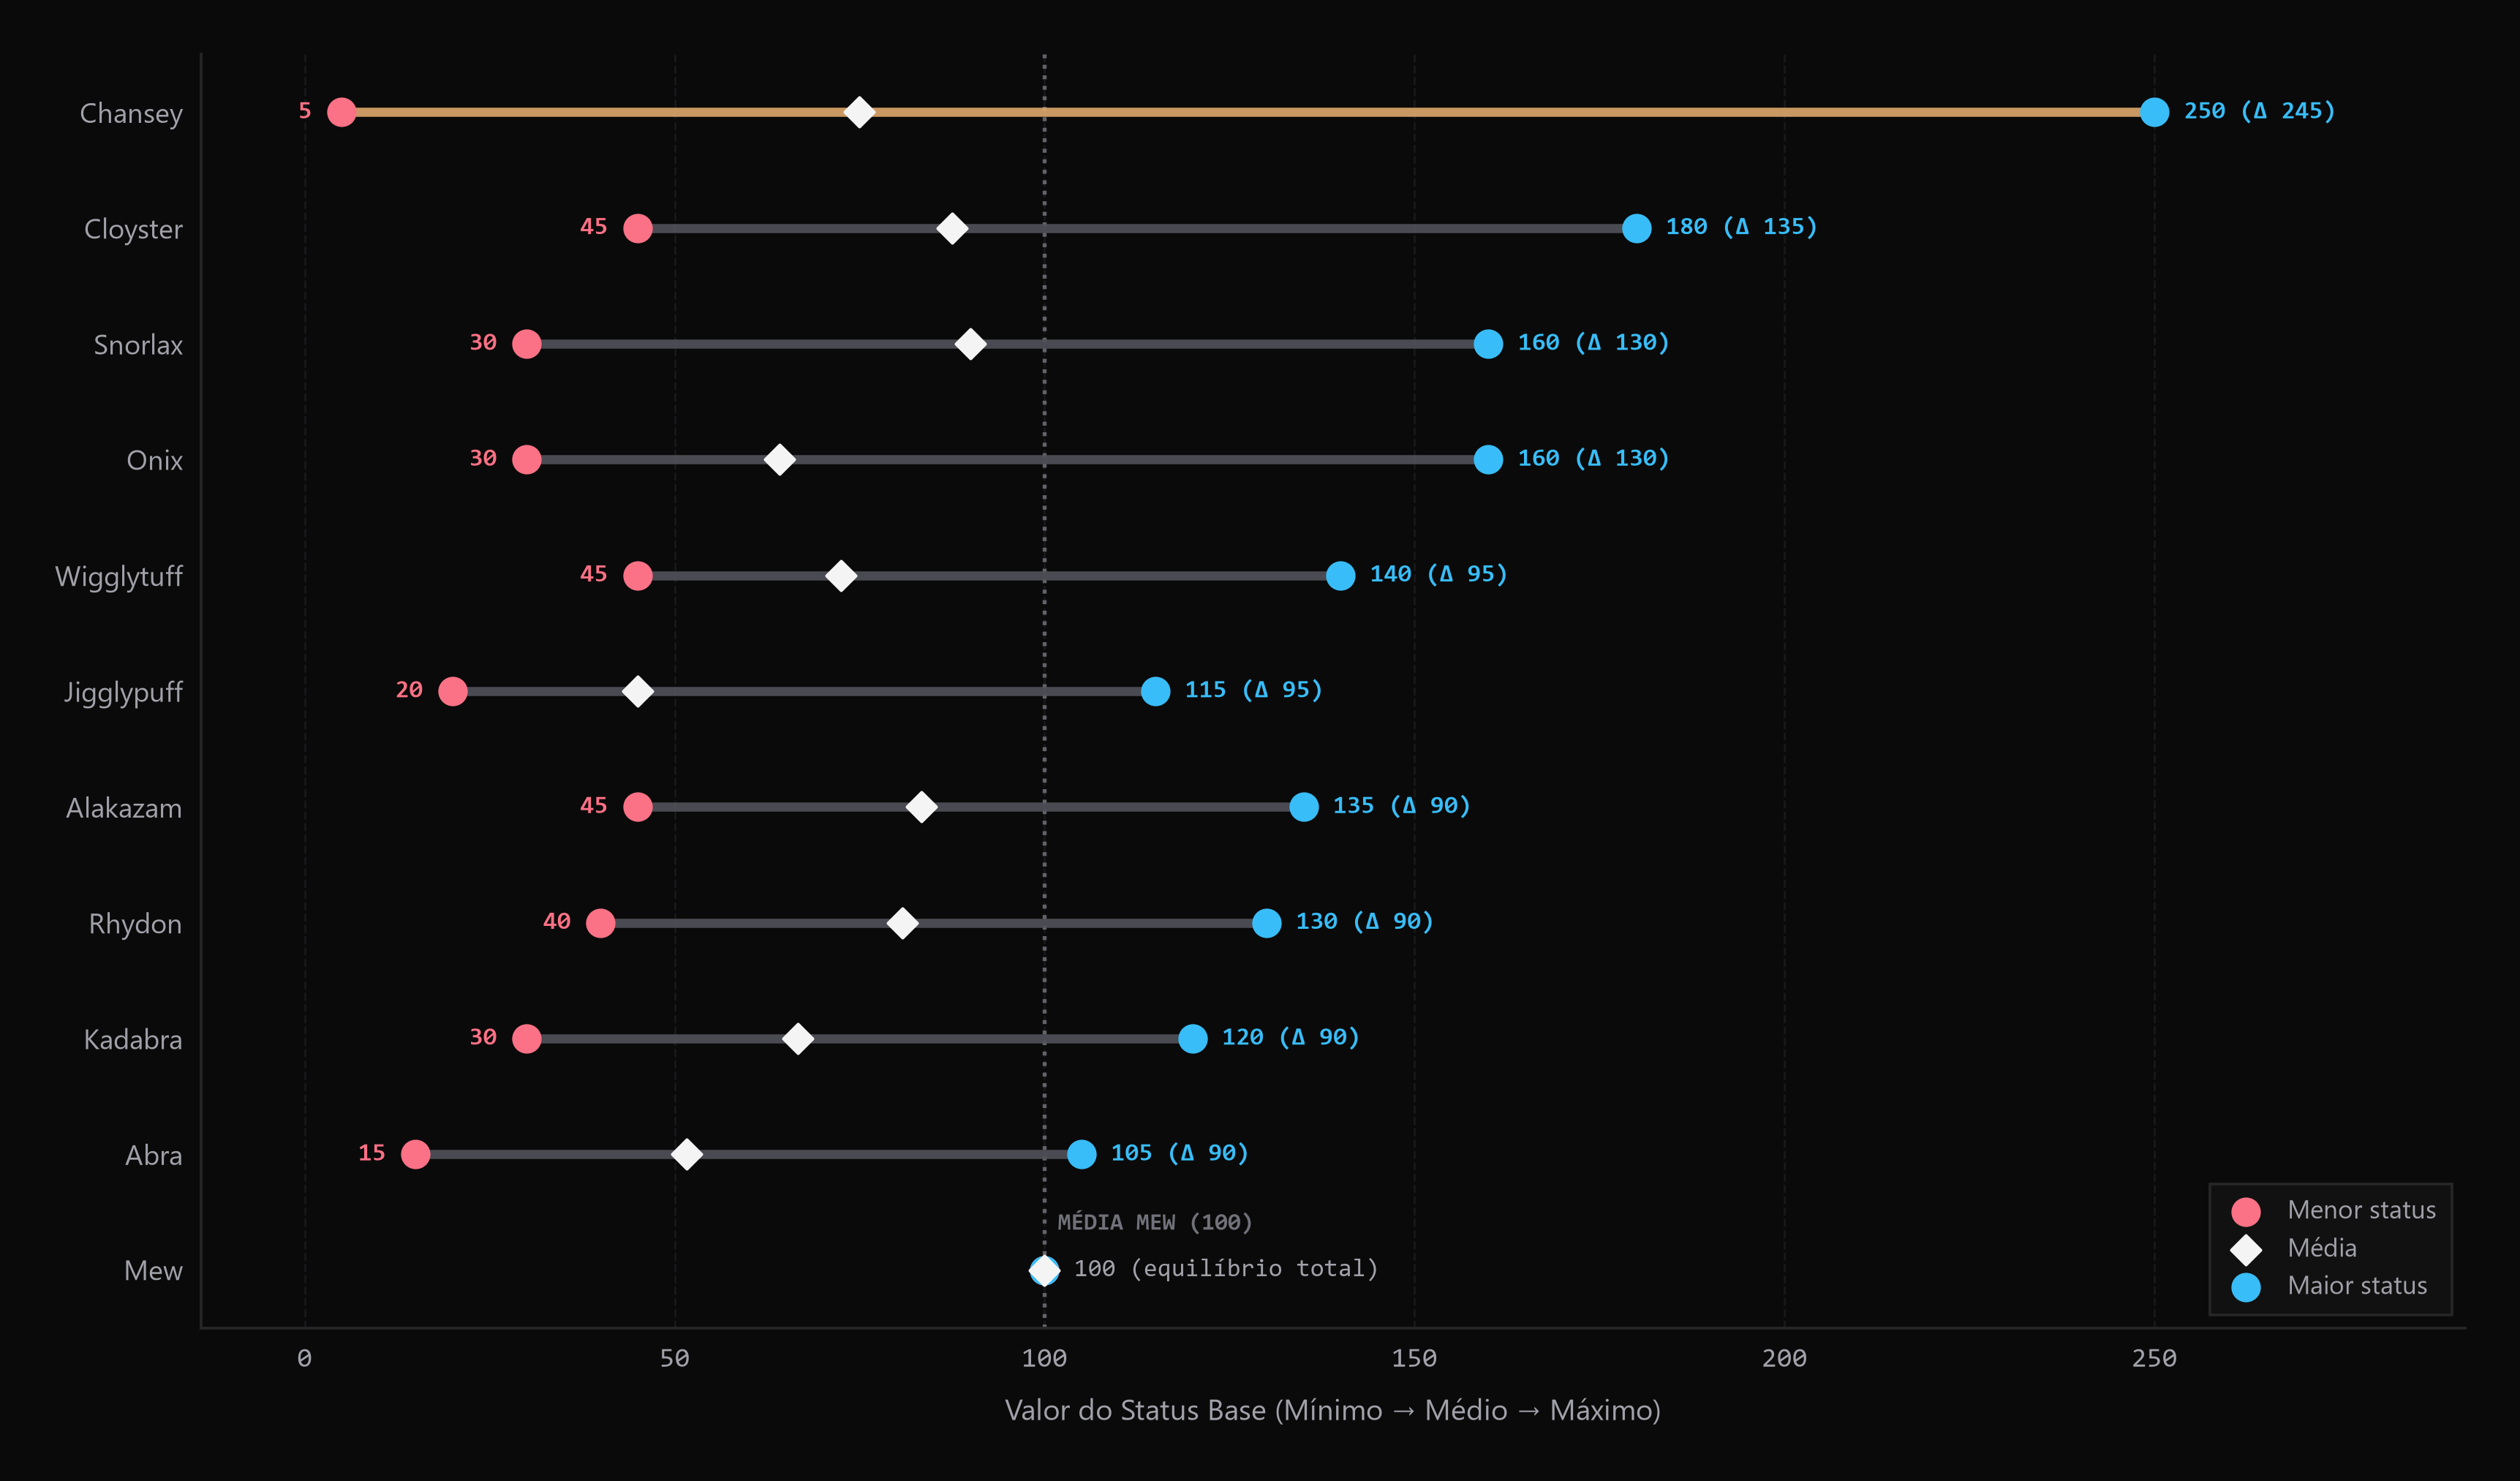 Chansey 5 250 (Δ 245)
Cloyster 45 180 (Δ 135)
Snorlax 30 160 (Δ 130)
Onix 30 160 (Δ 130)
Wigglytuff 45 140 (Δ 95)
Jigglypuff 20 115 (Δ 95)
Alakazam 45 135 (Δ 90)
Rhydon 40 130 (Δ 90)
Kadabra 30 120 (Δ 90)
Abra 15 105 (Δ 90)
MÉDIA MEW (100)
Mew 100 (equilíbrio total)
Menor status
Média
Maior status
0 50 100 150 200 250
Valor do Status Base (Mínimo → Médio → Máximo)